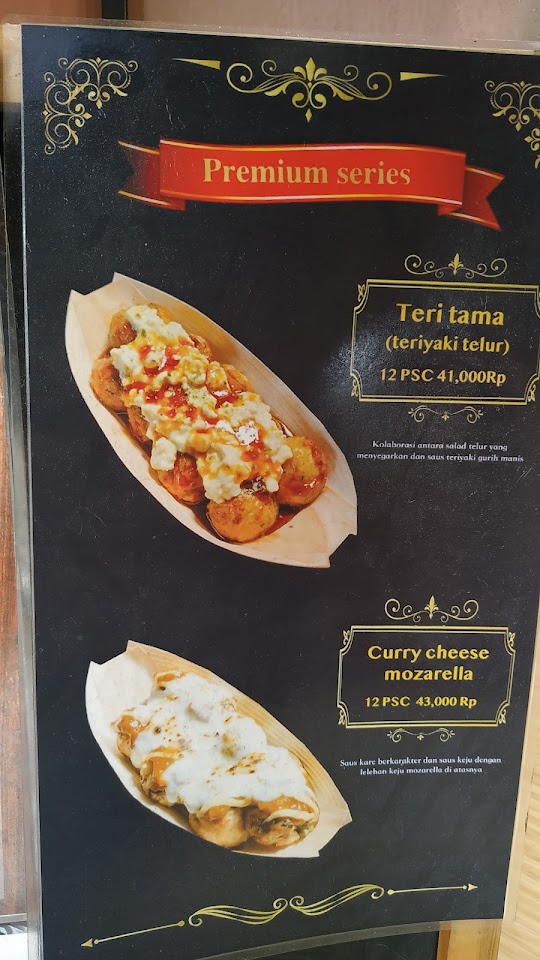 Premium series
Teri tama
(teriyaki telur)
12 PSC 41,000Rp
Kolaborasi antara salad telur yang
menyegarkan dan saus teriyaki gurih manis
Curry cheese
mozarella
12 PSC 43,000 Rp
Saus kare berkarakter dan saus keju dengan
lelehan keju mozarella di atasnya